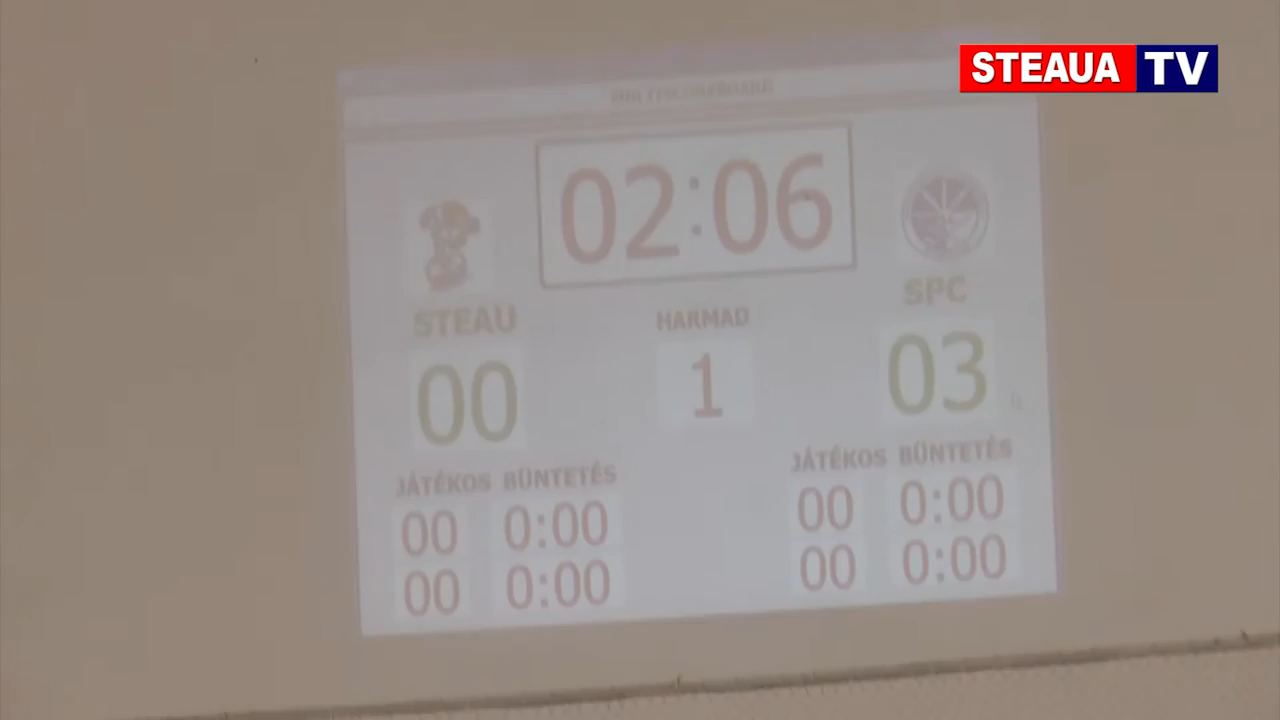 STEAUA TV
MULTISCOREBOARD
02:06
STEAU
HARMAD
SPC
00
1
03
JÁTÉKOS BÜNTETÉS
JÁTÉKOS BÜNTETÉS
00 0:00
00 0:00
00 0:00
00 0:00